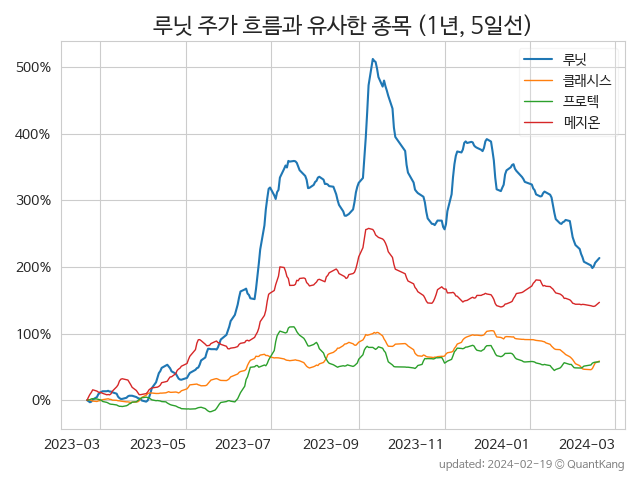 루닛 주가 흐름과 유사한 종목 (1년, 5일선)
루닛
클래시스
프로텍
메지온
500%
400%
300%
200%
100%
0%
2023-03 2023-05 2023-07 2023-09 2023-11 2024-01 2024-03
updated: 2024-02-19 © QuantKang